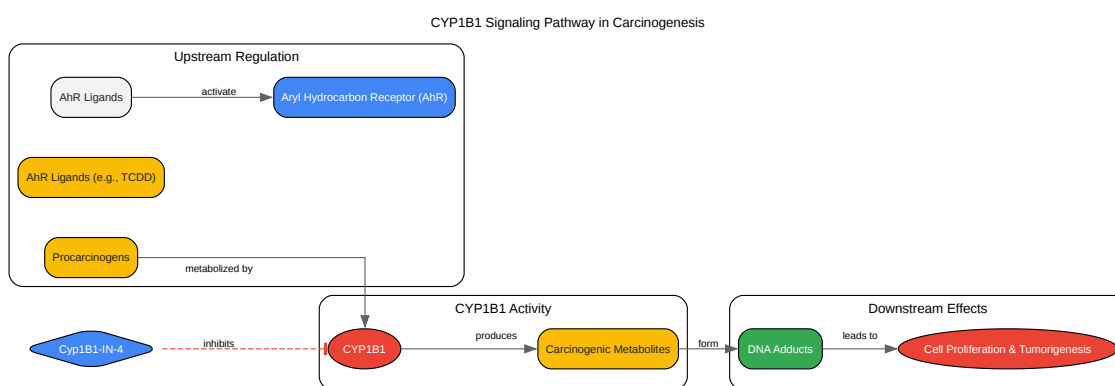 CYP1B1 Signaling Pathway in Carcinogenesis
Upstream Regulation
AhR Ligands
activate
Aryl Hydrocarbon Receptor (AhR)
AhR Ligands (e.g., TCDD)
Procarcinogens
metabolized by
CYP1B1 Activity
Downstream Effects
Cyp1B1-IN-4
inhibits
CYP1B1
produces
Carcinogenic Metabolites
form
DNA Adducts
leads to
Cell Proliferation & Tumorigenesis